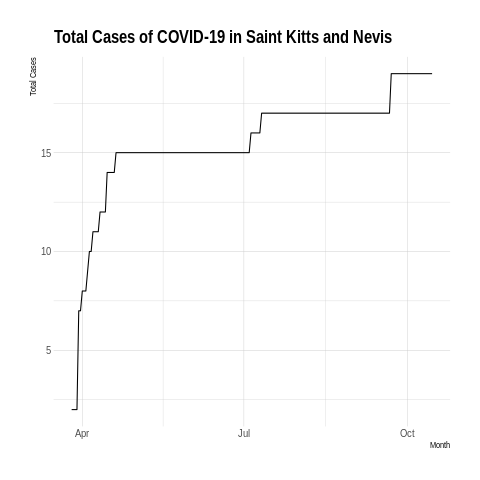 Total Cases of COVID-19 in Saint Kitts and Nevis
Total Cases
15
10
5
Apr Jul Oct
Month